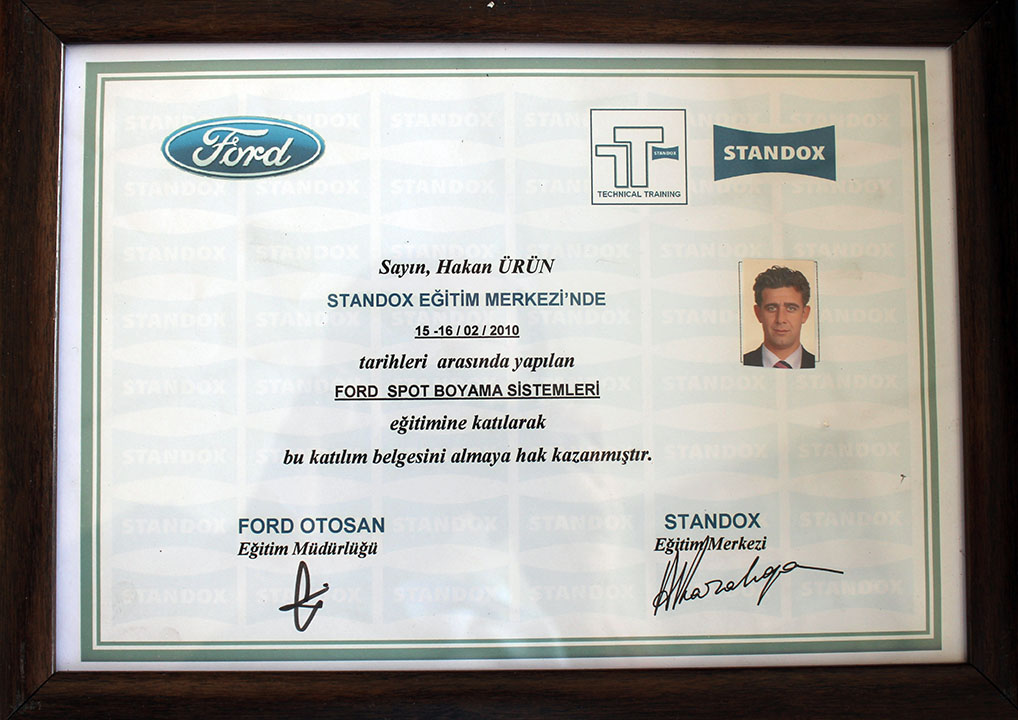 Ford
STANDOX
TECHNICAL TRAINING
STANDOX
Sayın, Hakan ÜRÜN
STANDOX EĞİTİM MERKEZİ'NDE
15 -16 / 02 / 2010
tarihleri arasında yapılan
FORD SPOT BOYAMA SİSTEMLERİ
eğitimine katılarak
bu katılım belgesini almaya hak kazanmıştır.
FORD OTOSAN
Eğitim Müdürlüğü
STANDOX
Eğitim Merkezi